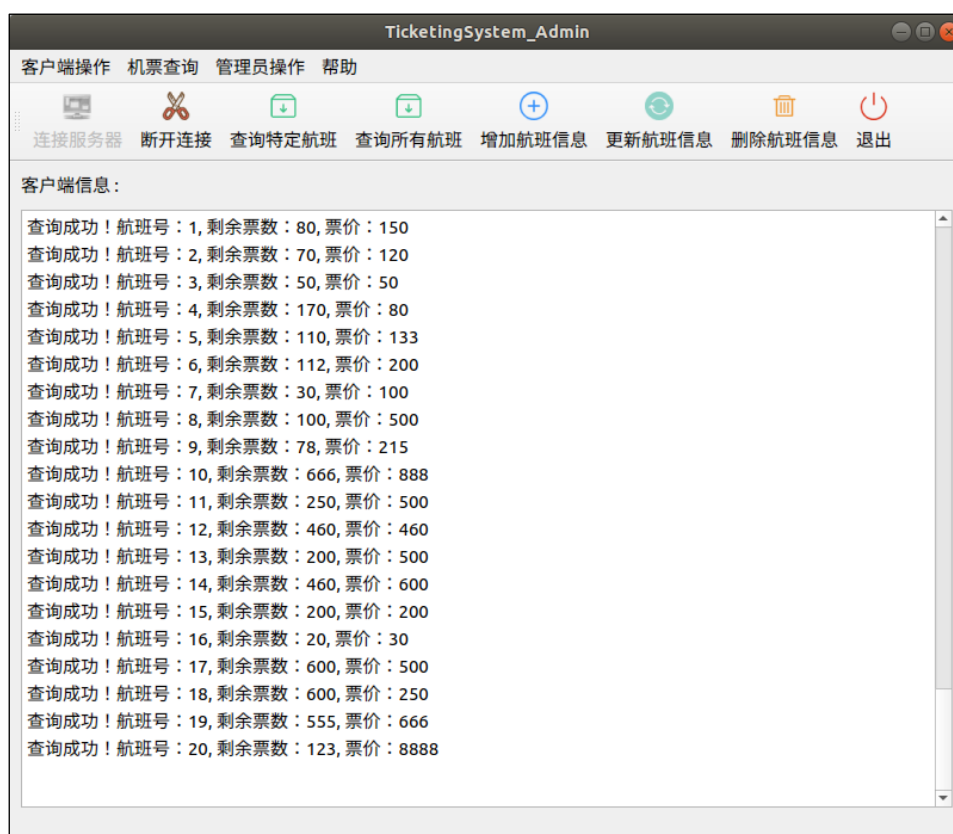 TicketingSystem_Admin
客户端操作 机票查询 管理员操作 帮助
连接服务器 断开连接 查询特定航班 查询所有航班 增加航班信息 更新航班信息 删除航班信息 退出
客户端信息：
查询成功！航班号：1, 剩余票数：80, 票价：150
查询成功！航班号：2, 剩余票数：70, 票价：120
查询成功！航班号：3, 剩余票数：50, 票价：50
查询成功！航班号：4, 剩余票数：170, 票价：80
查询成功！航班号：5, 剩余票数：110, 票价：133
查询成功！航班号：6, 剩余票数：112, 票价：200
查询成功！航班号：7, 剩余票数：30, 票价：100
查询成功！航班号：8, 剩余票数：100, 票价：500
查询成功！航班号：9, 剩余票数：78, 票价：215
查询成功！航班号：10, 剩余票数：666, 票价：888
查询成功！航班号：11, 剩余票数：250, 票价：500
查询成功！航班号：12, 剩余票数：460, 票价：460
查询成功！航班号：13, 剩余票数：200, 票价：500
查询成功！航班号：14, 剩余票数：460, 票价：600
查询成功！航班号：15, 剩余票数：200, 票价：200
查询成功！航班号：16, 剩余票数：20, 票价：30
查询成功！航班号：17, 剩余票数：600, 票价：500
查询成功！航班号：18, 剩余票数：600, 票价：250
查询成功！航班号：19, 剩余票数：555, 票价：666
查询成功！航班号：20, 剩余票数：123, 票价：8888